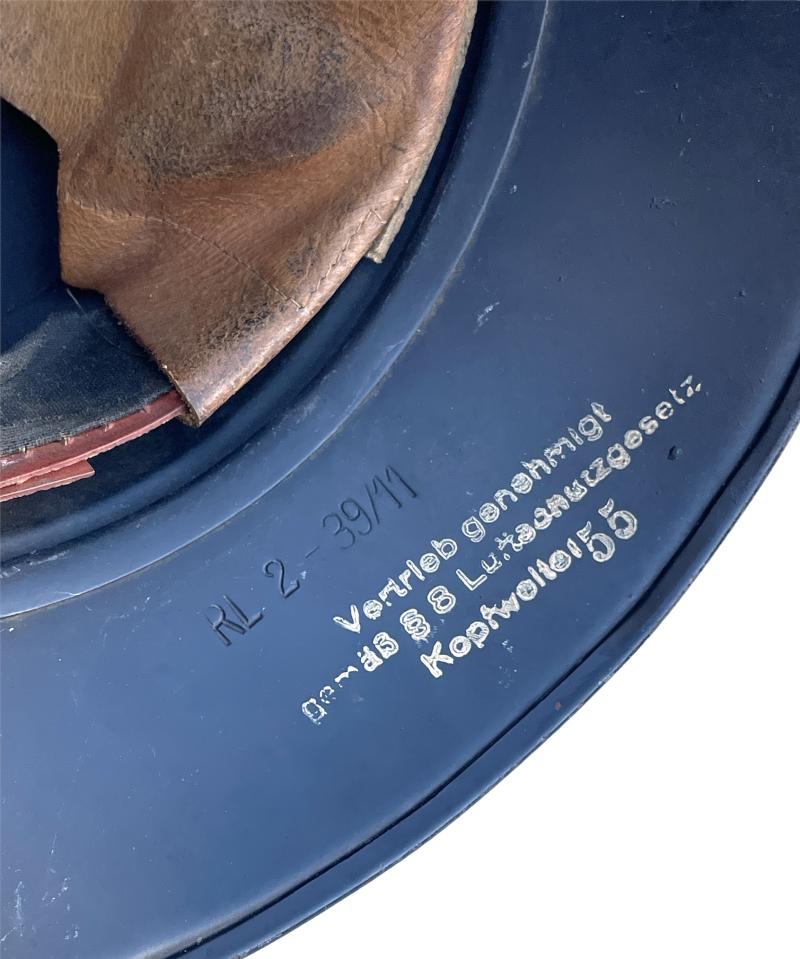 RL 2 - 39/11
Vertrieb genehmigt
gemäß § 8 Luftschutzgesetz
Kopfweite: 55